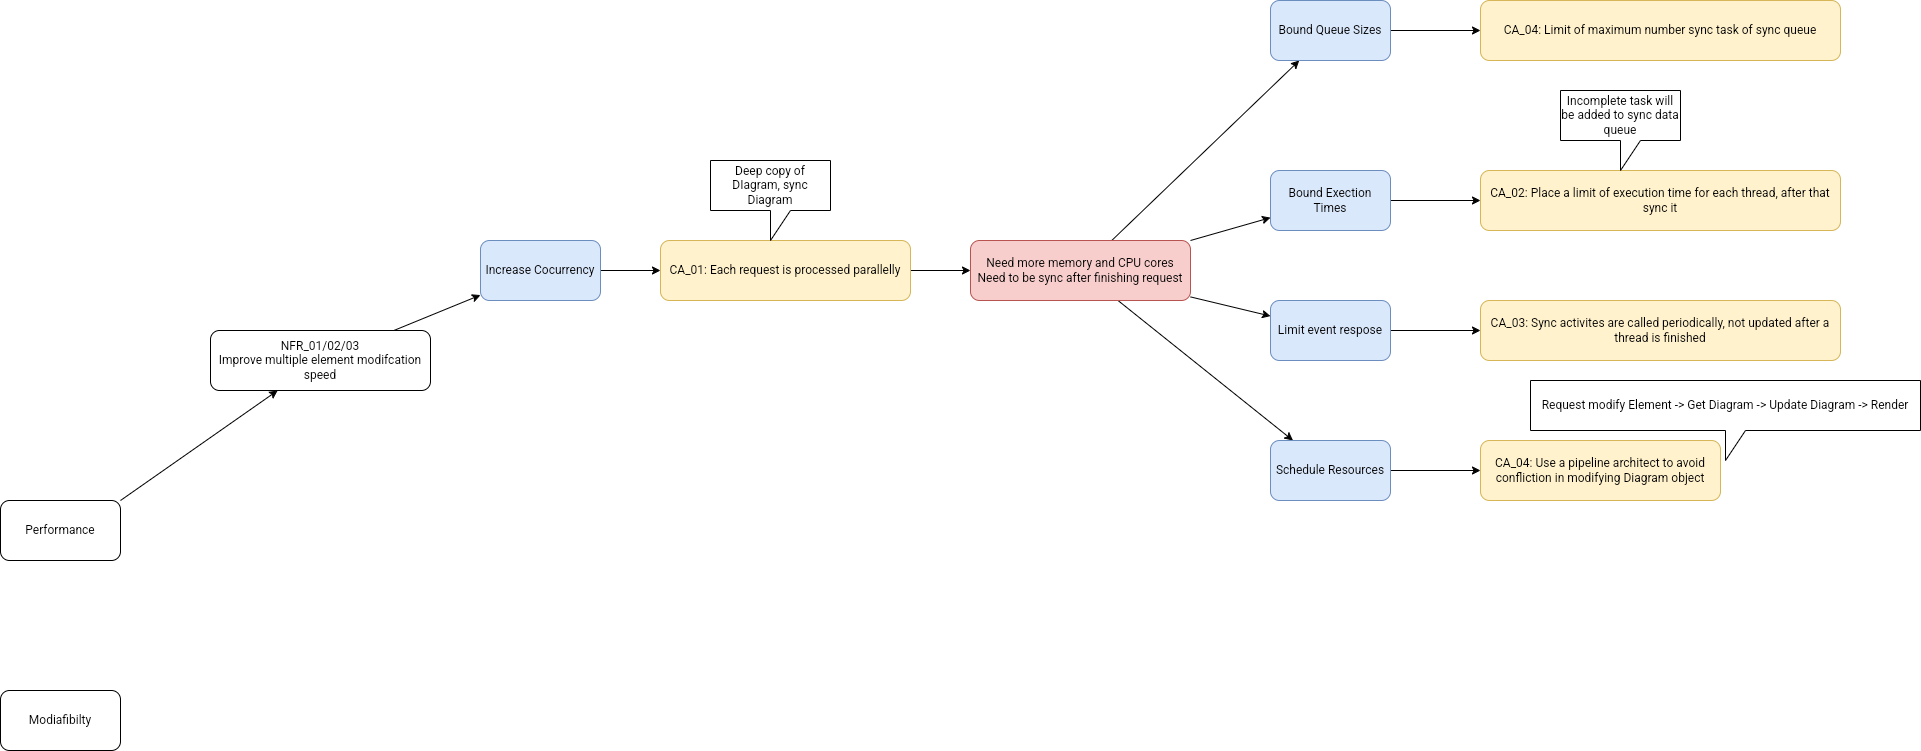 Bound Queue Sizes
CA_04: Limit of maximum number sync task of sync queue
Incomplete task will
be added to sync data
queue
Bound Exection
Times
CA_02: Place a limit of execution time for each thread, after that
sync it
Deep copy of
DIagram, sync
Diagram
Increase Cocurrency
CA_01: Each request is processed parallelly
Need more memory and CPU cores
Need to be sync after finishing request
Limit event respose
CA_03: Sync activites are called periodically, not updated after a
thread is finished
NFR_01/02/03
Improve multiple element modifcation
speed
Request modify Element -> Get Diagram -> Update Diagram -> Render
Schedule Resources
CA_04: Use a pipeline architect to avoid
confliction in modifying Diagram object
Performance
Modiafibilty